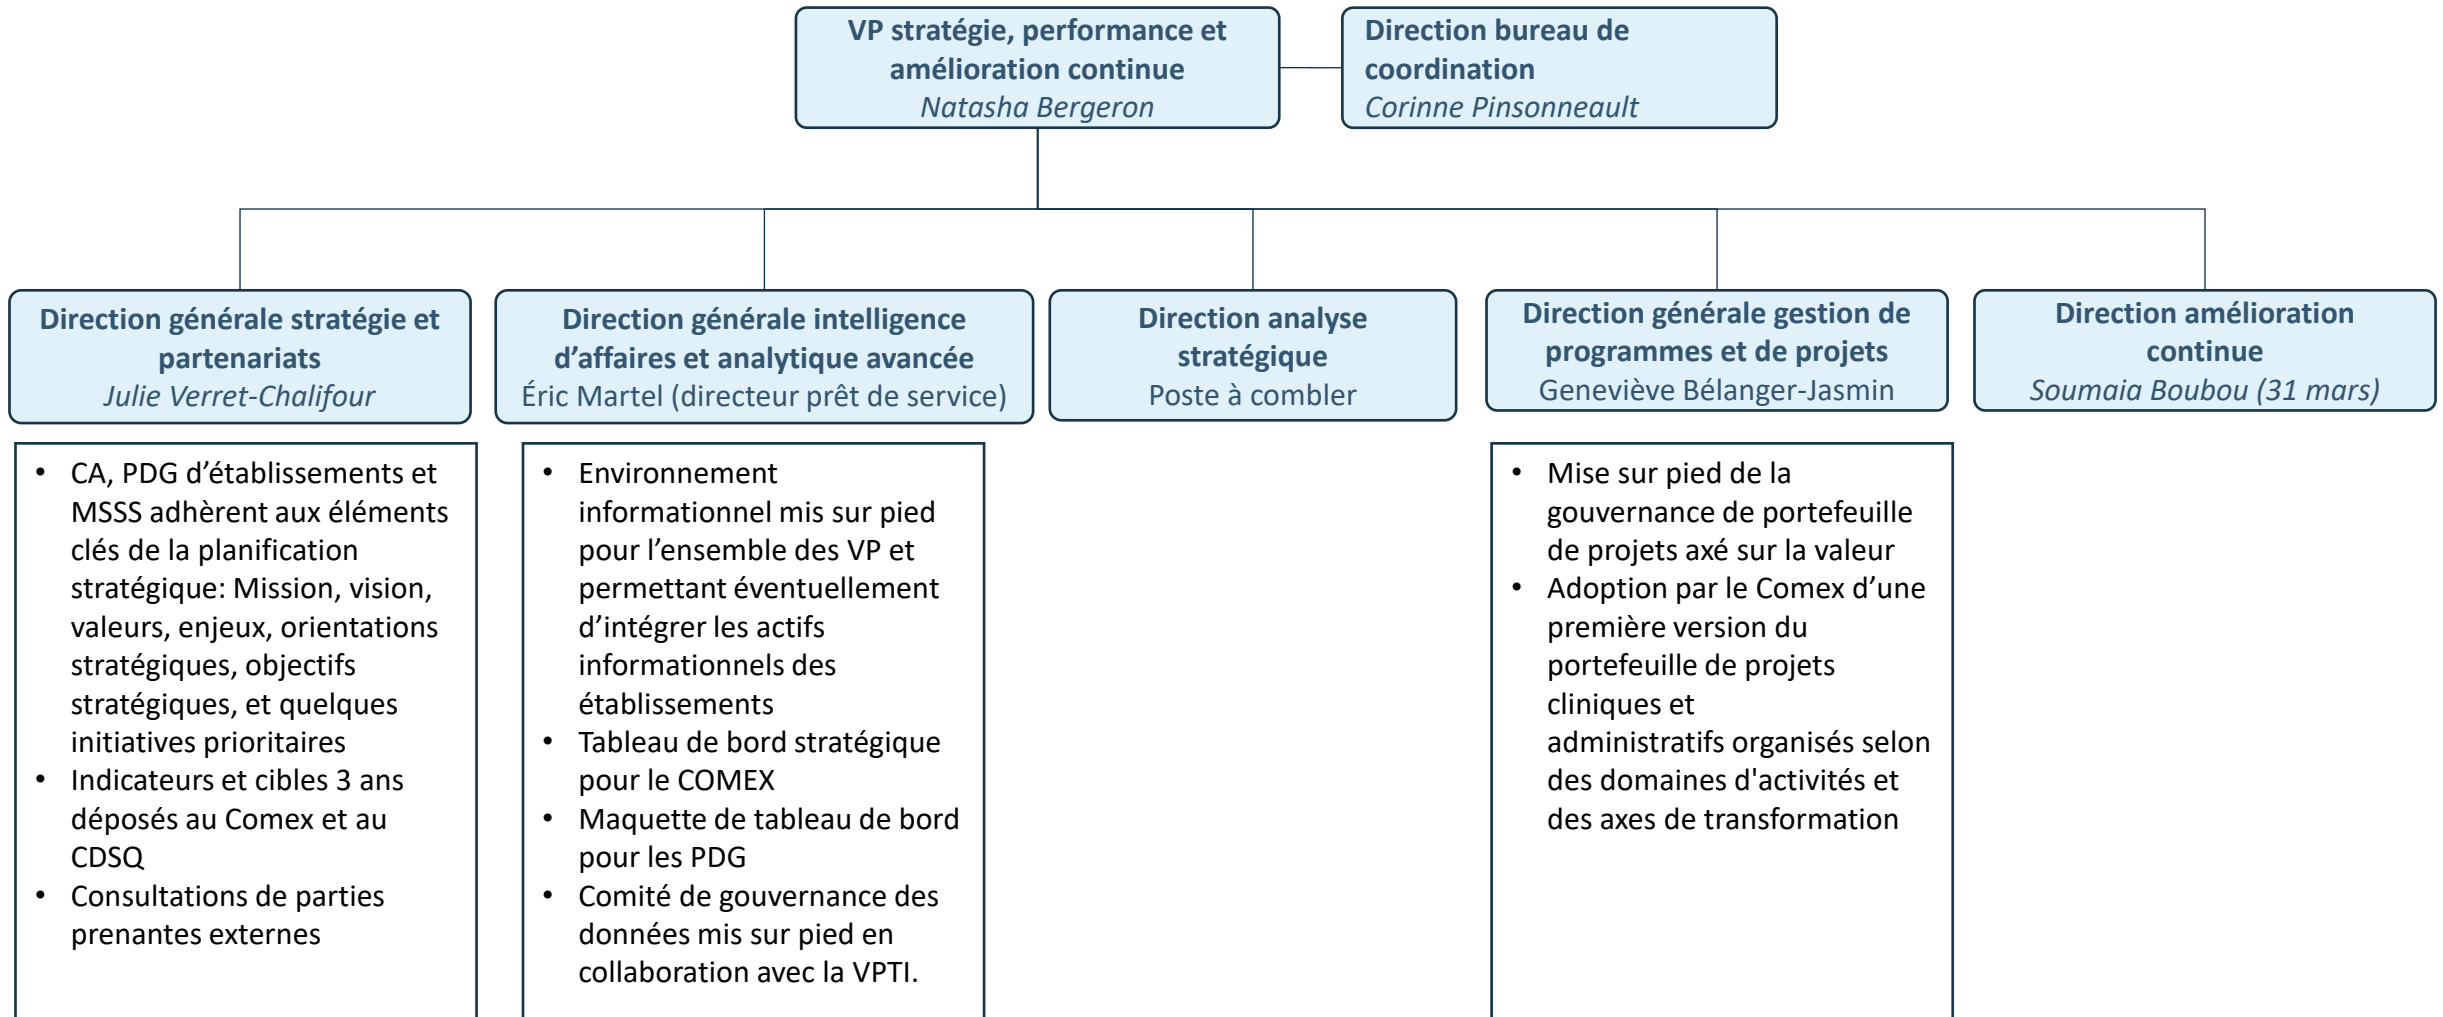 VP stratégie, performance et
amélioration continue
Natasha Bergeron
Direction bureau de
coordination
Corinne Pinsonneault
Direction générale stratégie et
partenariats
Julie Verret-Chalifour
Direction générale intelligence
d’affaires et analytique avancée
Éric Martel (directeur prêt de service)
Direction analyse
stratégique
Poste à combler
Direction générale gestion de
programmes et de projets
Geneviève Bélanger-Jasmin
Direction amélioration
continue
Soumaia Boubou (31 mars)
• CA, PDG d’établissements et
MSSS adhèrent aux éléments
clés de la planification
stratégique: Mission, vision,
valeurs, enjeux, orientations
stratégiques, objectifs
stratégiques, et quelques
initiatives prioritaires
• Indicateurs et cibles 3 ans
déposés au Comex et au
CDSQ
• Consultations de parties
prenantes externes
• Environnement
informationnel mis sur pied
pour l’ensemble des VP et
permettant éventuellement
d’intégrer les actifs
informationnels des
établissements
• Tableau de bord stratégique
pour le COMEX
• Maquette de tableau de bord
pour les PDG
• Comité de gouvernance des
données mis sur pied en
collaboration avec la VPTI.
• Mise sur pied de la
gouvernance de portefeuille
de projets axé sur la valeur
• Adoption par le Comex d’une
première version du
portefeuille de projets
cliniques et
administratifs organisés selon
des domaines d'activités et
des axes de transformation